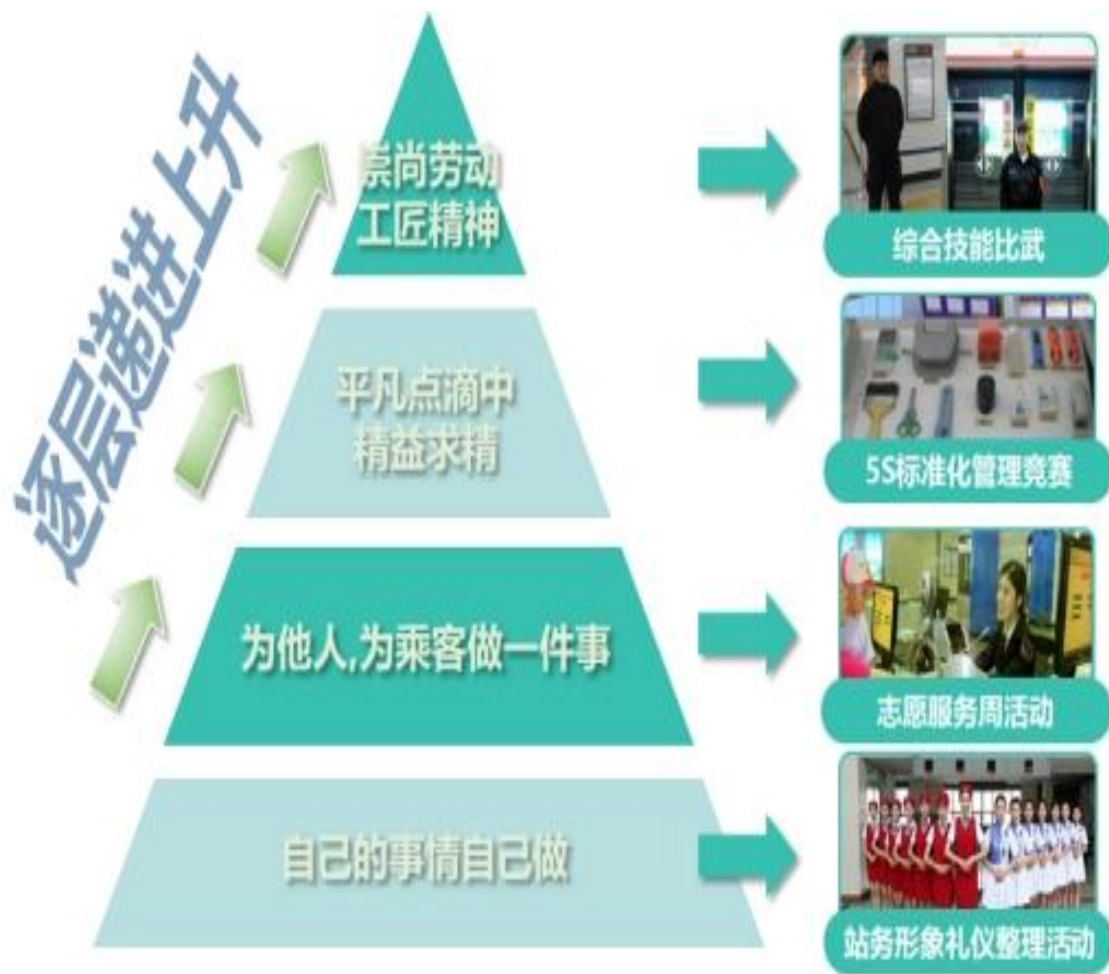 逐层递进上升
崇尚劳动
工匠精神
综合技能比武
平凡点滴中
精益求精
5S标准化管理竞赛
为他人,为乘客做一件事
志愿服务周活动
自己的事情自己做
站务形象礼仪整理活动